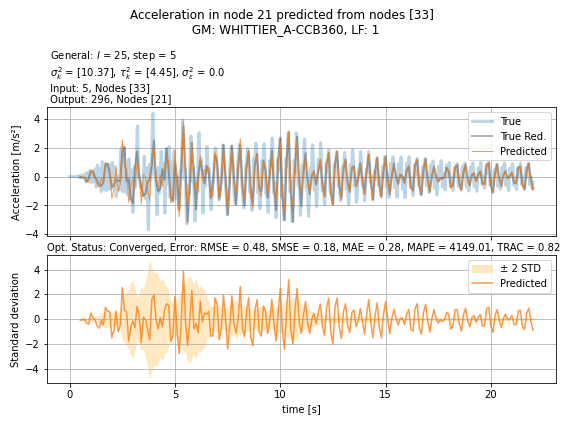 Acceleration in node 21 predicted from nodes [33]
GM: WHITTIER_A-CCB360, LF: 1
General: l = 25, step = 5
σ²ₖ = [10.37], τ²ₖ = [4.45], σ²ε = 0.0
Input: 5, Nodes [33]
Output: 296, Nodes [21]
Acceleration [m/s²]
4
2
0
−2
−4
True
True Red.
Predicted
Opt. Status: Converged, Error: RMSE = 0.48, SMSE = 0.18, MAE = 0.28, MAPE = 4149.01, TRAC = 0.82
Standard deviation
4
2
0
−2
−4
± 2 STD
Predicted
0 5 10 15 20
time [s]